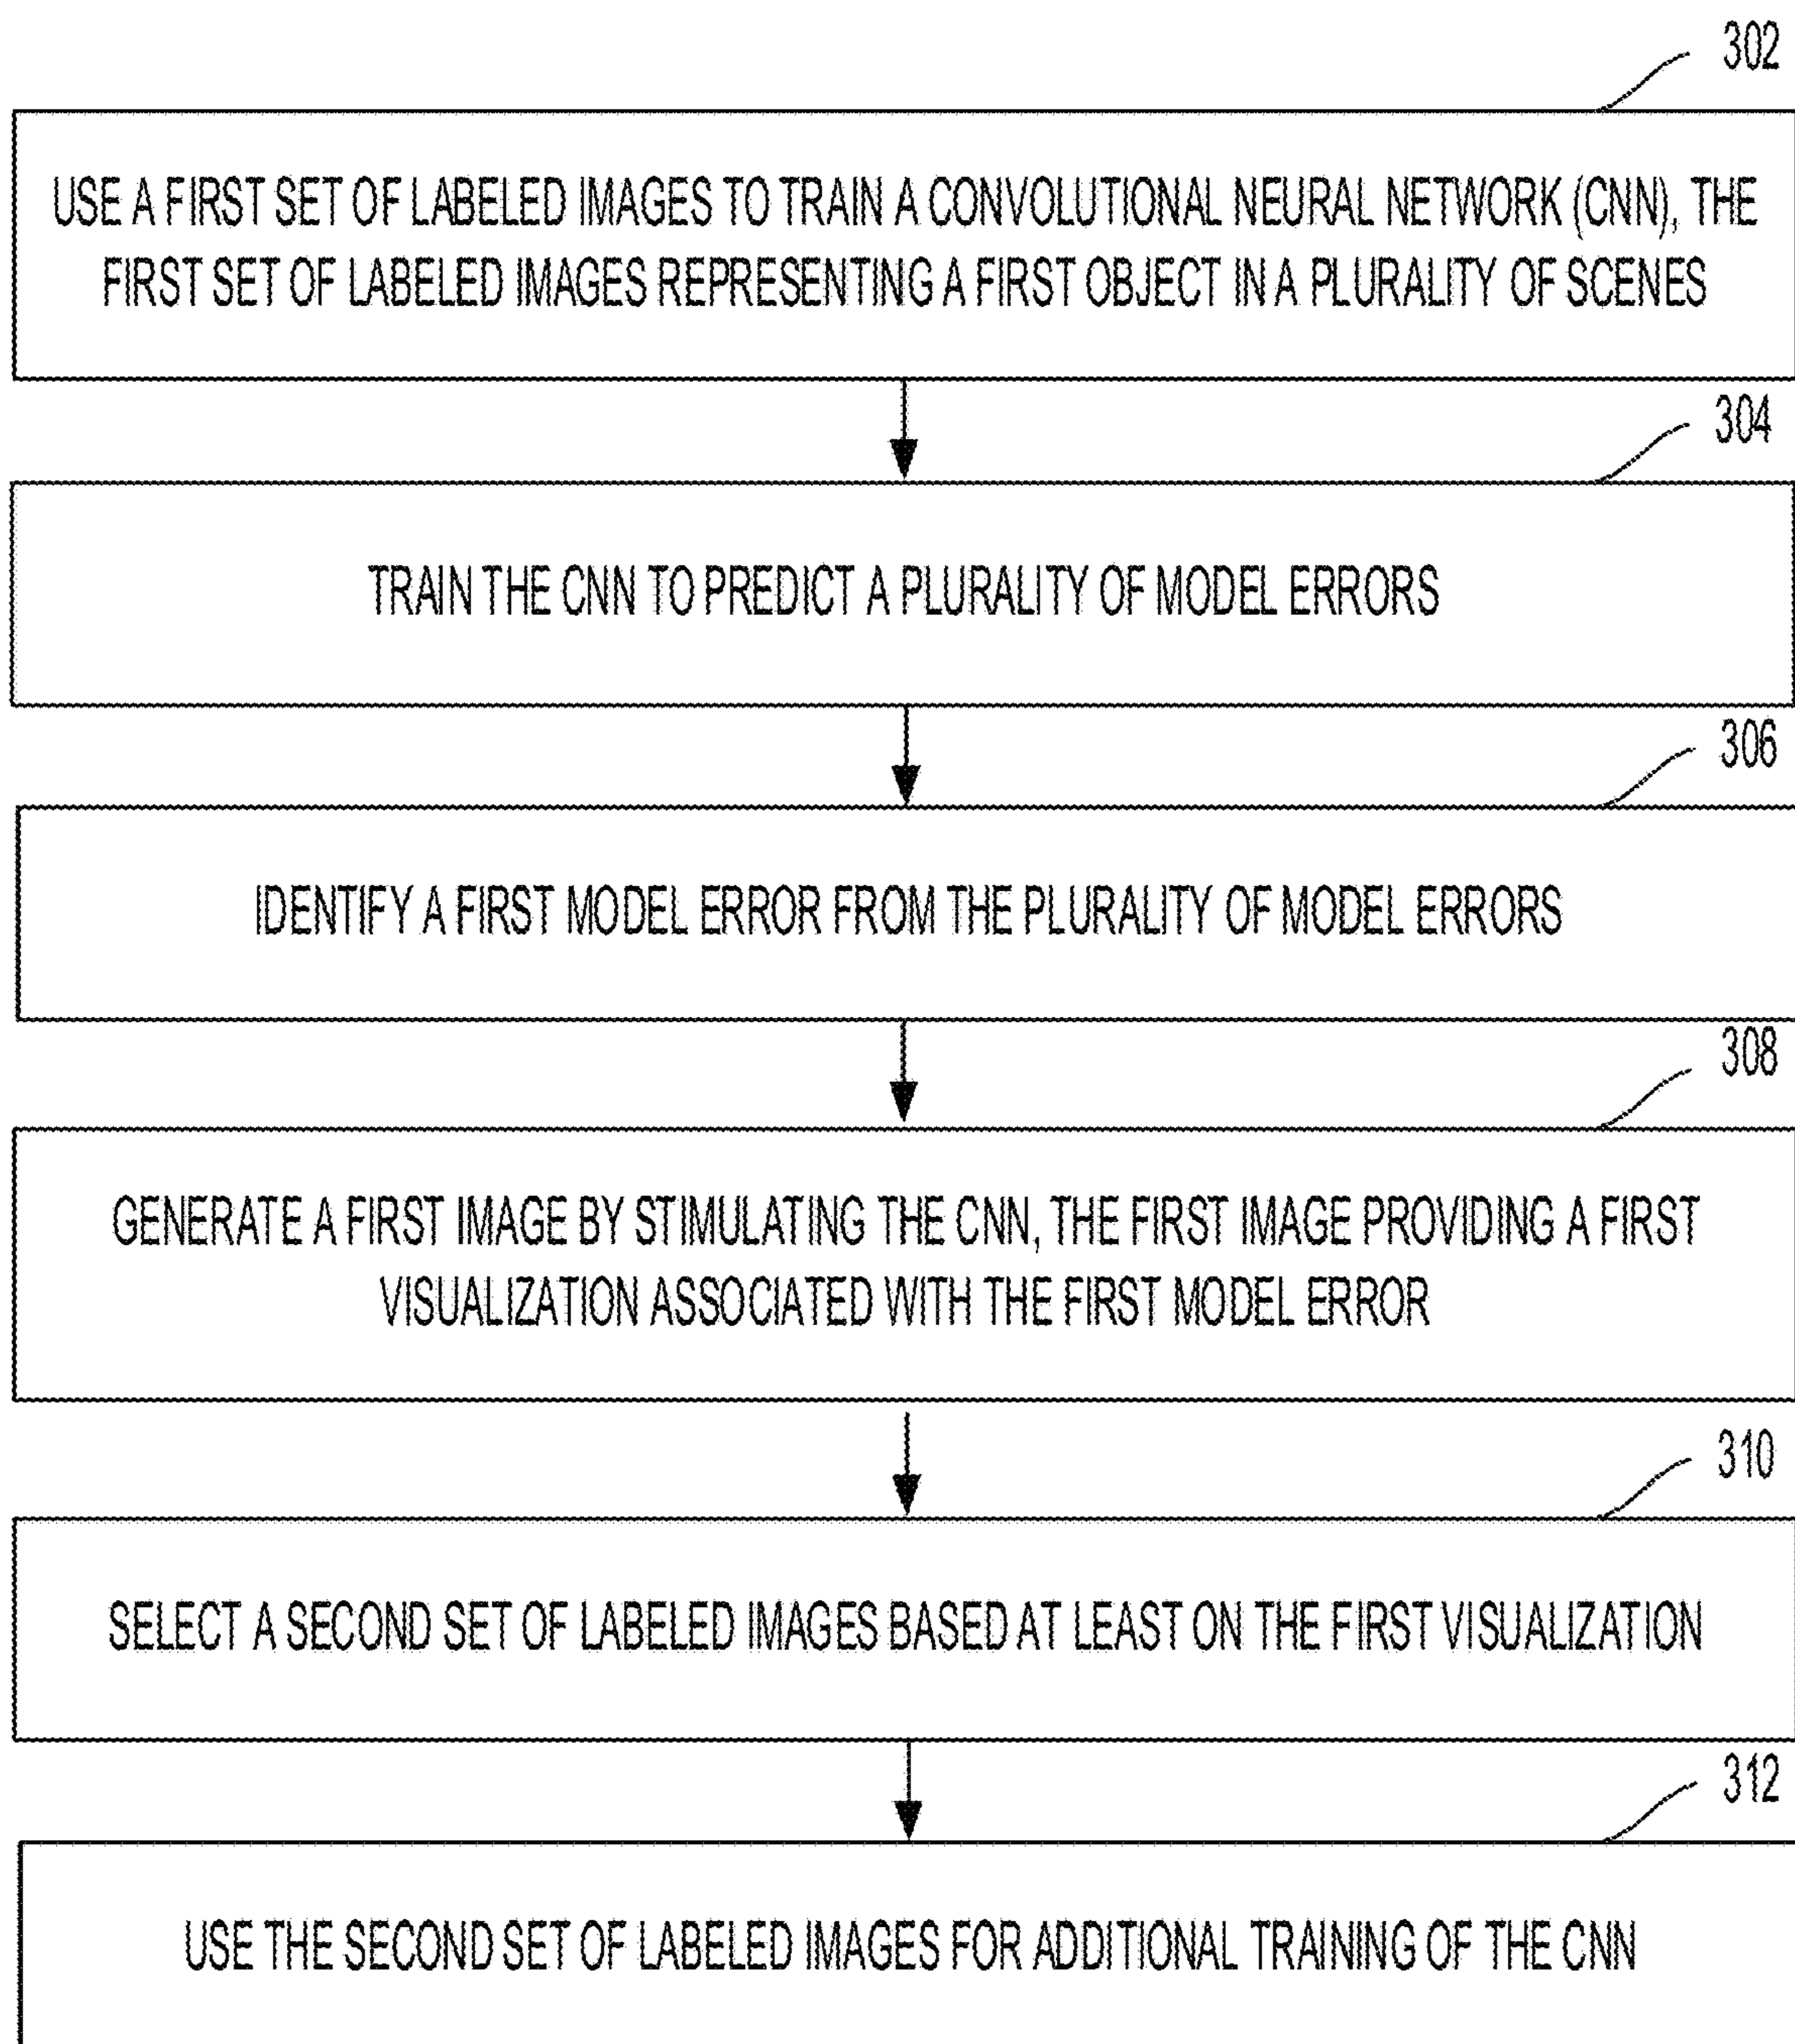 302
USE A FIRST SET OF LABELED IMAGES TO TRAIN A CONVOLUTIONAL NEURAL NETWORK (CNN), THE
FIRST SET OF LABELED IMAGES REPRESENTING A FIRST OBJECT IN A PLURALITY OF SCENES
304
TRAIN THE CNN TO PREDICT A PLURALITY OF MODEL ERRORS
306
IDENTIFY A FIRST MODEL ERROR FROM THE PLURALITY OF MODEL ERRORS
308
GENERATE A FIRST IMAGE BY STIMULATING THE CNN, THE FIRST IMAGE PROVIDING A FIRST
VISUALIZATION ASSOCIATED WITH THE FIRST MODEL ERROR
310
SELECT A SECOND SET OF LABELED IMAGES BASED AT LEAST ON THE FIRST VISUALIZATION
312
USE THE SECOND SET OF LABELED IMAGES FOR ADDITIONAL TRAINING OF THE CNN